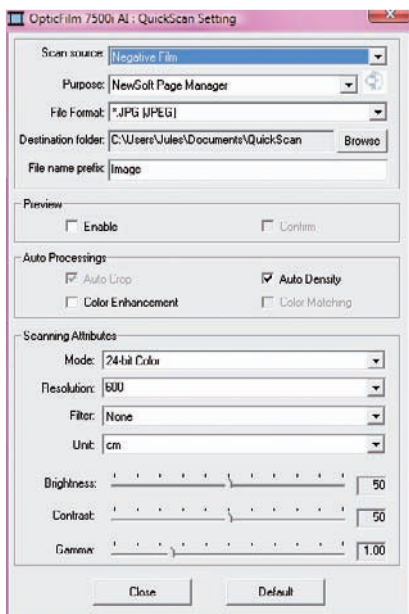 OpticFilm 7500i AI : QuickScan Setting
Scan source: Negative Film
Purpose: NewSoft Page Manager
File Format: *.JPG (JPEG)
Destination folder: C:\Users\Jules\Documents\QuickScan Browse
File name prefix: Image
Preview
Enable Confirm
Auto Processings
Auto Crop Auto Density
Color Enhancement Color Matching
Scanning Attributes
Mode: 24-bit Color
Resolution: 600
Filter: None
Unit: cm
Brightness: 50
Contrast: 50
Gamma: 1.00
Close Default